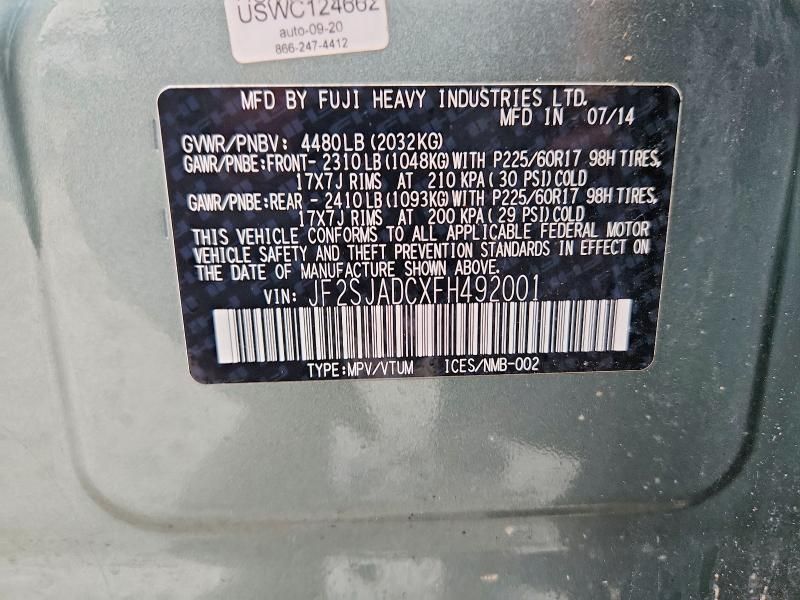 USWC124662
auto-09-20
866-247-4412
MFD BY FUJI HEAVY INDUSTRIES LTD.
MFD IN 07/14
GVWR/PNBV: 4480LB (2032KG)
GAWR/PNBE:FRONT- 2310LB (1048KG) WITH P225/60R17 98H TIRES,
17X7J RIMS AT 210 KPA( 30 PSI) COLD
GAWR/PNBE:REAR - 2410LB (1093KG) WITH P225/60R17 98H TIRES,
17X7J RIMS AT 200 KPA( 29 PSI) COLD
THIS VEHICLE CONFORMS TO ALL APPLICABLE FEDERAL MOTOR
VEHICLE SAFETY AND THEFT PREVENTION STANDARDS IN EFFECT ON
THE DATE OF MANUFACTURE SHOWN ABOVE.
VIN: JF2SJADCXFH492001
TYPE:MPV/VTUM ICES/NMB-002